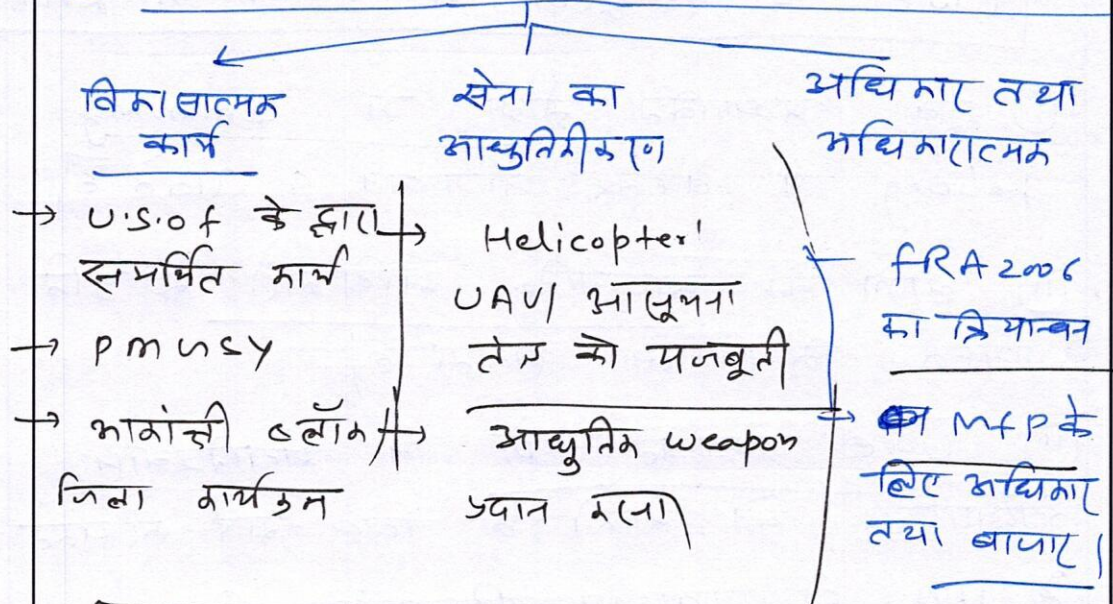 विकासात्मक
कार्य
→ U.S.O.F के द्वारा
समर्थित कार्य
→ PMGSY
→ आकांक्षी ब्लॉक/
जिला कार्यक्रम
सेना का
आधुनिकीकरण
→ Helicopter
UAV/ आसूचना
तंत्र को मजबूती
→ आधुनिक weapon
प्रदान करना
अधिकार तथा
अधिकारात्मक
FRA 2006
का क्रियान्वन
→ MFP के
लिए अधिकार
तथा बाजार।